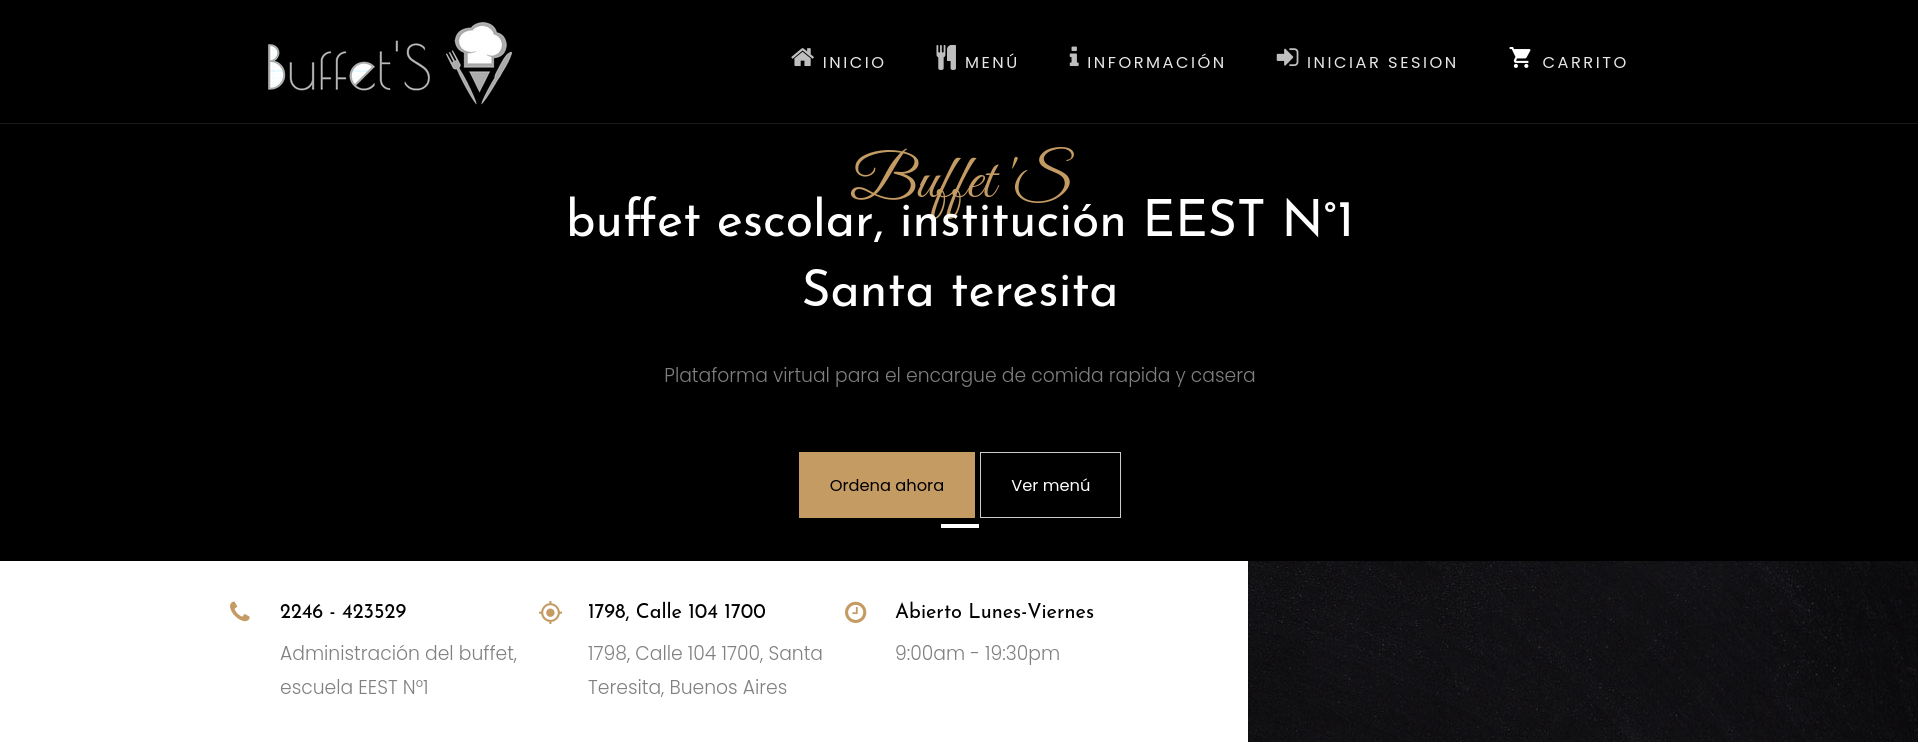 Buffet'S
INICIO
MENÚ
INFORMACIÓN
INICIAR SESION
CARRITO
Buffet'S
buffet escolar, institución EEST N°1
Santa teresita
Plataforma virtual para el encargue de comida rapida y casera
Ordena ahora
Ver menú
2246 - 423529
Administración del buffet,
escuela EEST Nº1
1798, Calle 104 1700
1798, Calle 104 1700, Santa
Teresita, Buenos Aires
Abierto Lunes-Viernes
9:00am - 19:30pm